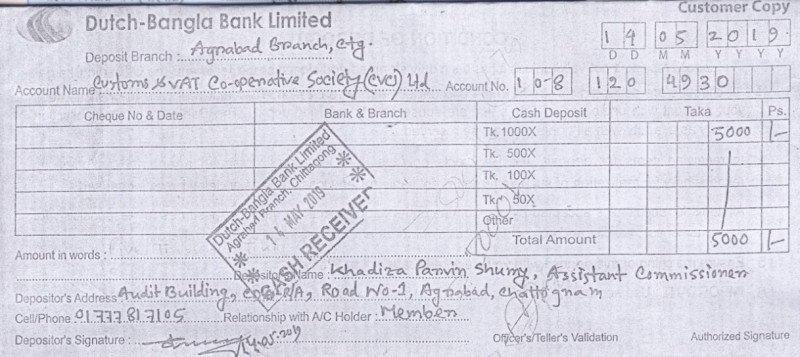 Customer Copy
Dutch-Bangla Bank Limited
Deposit Branch : Agrabad Branch, Ctg.
14 05 2019
D D M M Y Y Y Y
Account Name Customs & VAT Co-operative Society (CVC) Ltd Account No. 108 120 4930
Cheque No & Date Bank & Branch Cash Deposit Taka Ps.
Tk. 1000X 5000 /-
Tk. 500X
Tk. 100X
Tk. 50X
Other
Total Amount 5000 /-
Dutch-Bangla Bank Limited
Agrabad Branch, Chittagong
14 MAY 2019
CASH RECEIVED
Amount in words :
Depositor's Name : Khadiza Parvin Shumy, Assistant Commissioner
Depositor's Address Audit Building, Road No-1, Agrabad, Chattogram
Cell/Phone 01777817105 Relationship with A/C Holder : Member
Depositor's Signature : 14.05.2019
Officer's/Teller's Validation Authorized Signature